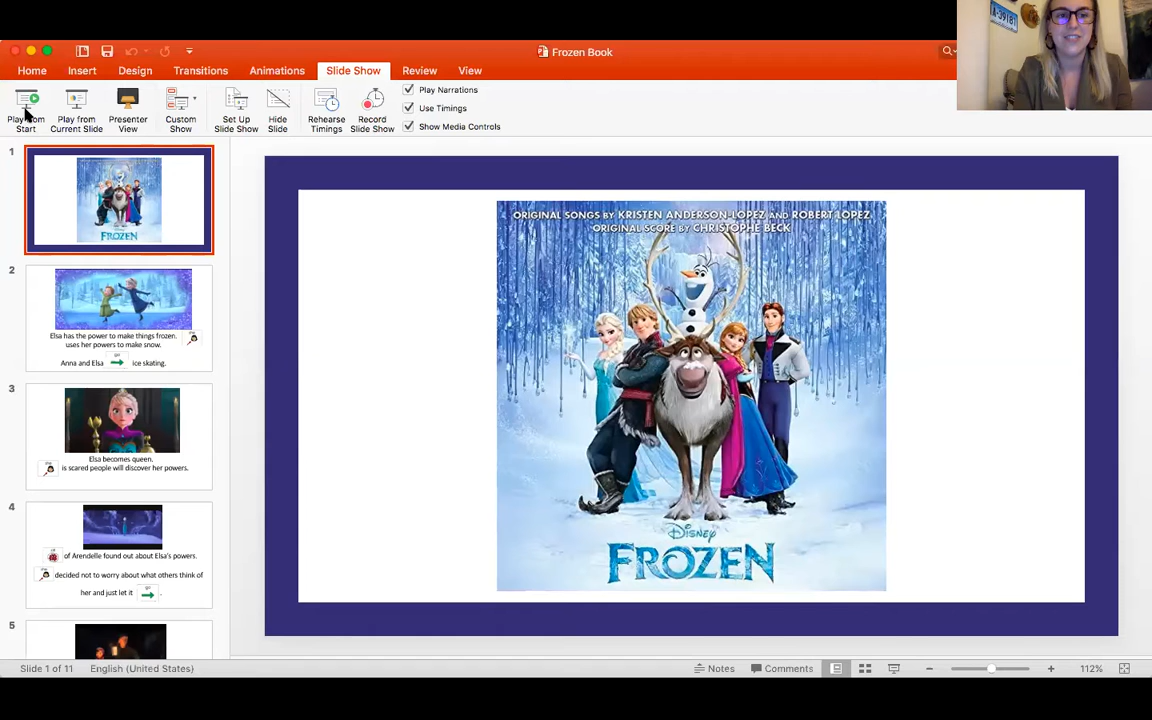 A·39181
Frozen Book
Home Insert Design Transitions Animations Slide Show Review View
Play from Start
Play from Current Slide
Presenter View
Custom Show
Set Up Slide Show
Hide Slide
Rehearse Timings
Record Slide Show
Play Narrations
Use Timings
Show Media Controls
1
FROZEN
2
Elsa has the power to make things frozen.
uses her powers to make snow.
Anna and Elsa go ice skating.
3
Elsa becomes queen.
is scared people will discover her powers.
4
of Arendelle found out about Elsa's powers.
decided not to worry about what others think of
her and just let it go .
5
ORIGINAL SONGS BY KRISTEN ANDERSON-LOPEZ AND ROBERT LOPEZ
ORIGINAL SCORE BY CHRISTOPHE BECK
DISNEY
FROZEN
Slide 1 of 11 English (United States) Notes Comments 112%